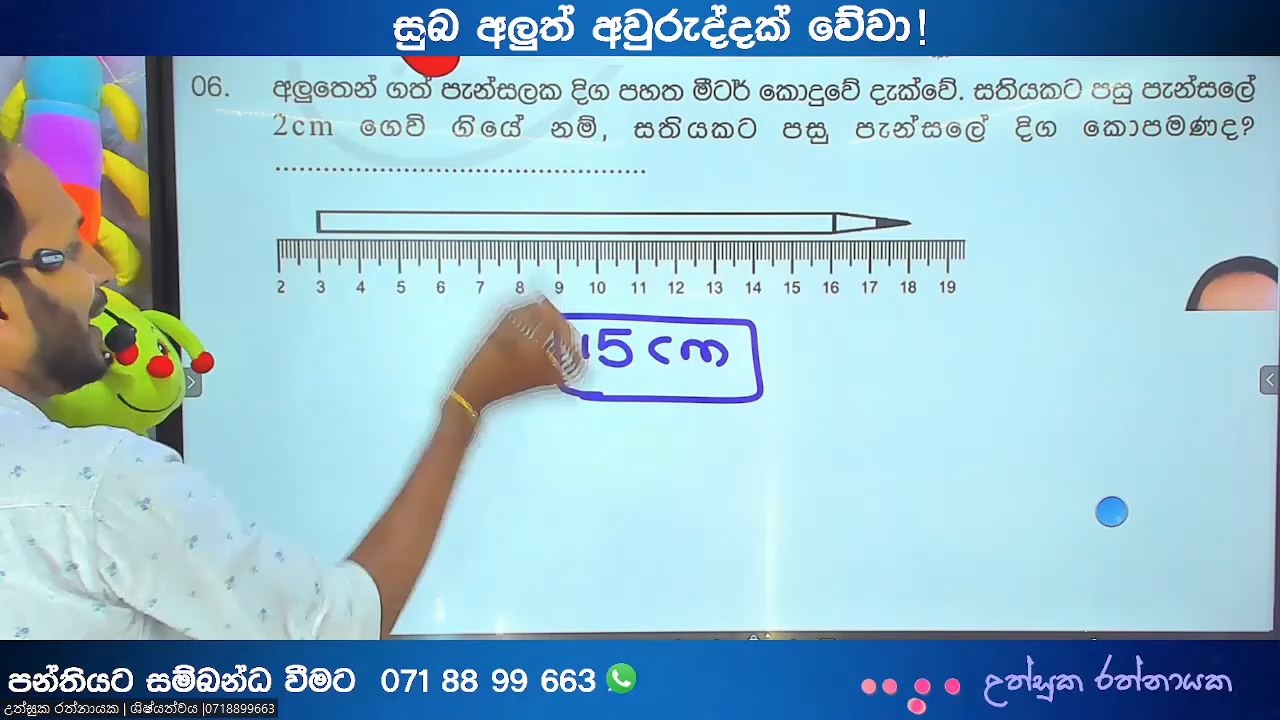 සුබ අලුත් අවුරුද්දක් වේවා!
06. අලුතෙන් ගත් පැන්සලක දිග පහත මීටර් කෝදුවේ දැක්වේ. සතියකට පසු පැන්සලේ
2cm ගෙවී ගියේ නම්, සතියකට පසු පැන්සලේ දිග කොපමණද?
..................................................
2 3 4 5 6 7 8 9 10 11 12 13 14 15 16 17 18 19
15 cm
පන්තියට සම්බන්ධ වීමට 071 88 99 663
උත්සුක රත්නායක
උත්සුක රත්නායක | ශිෂ්‍යත්වය |0718899663